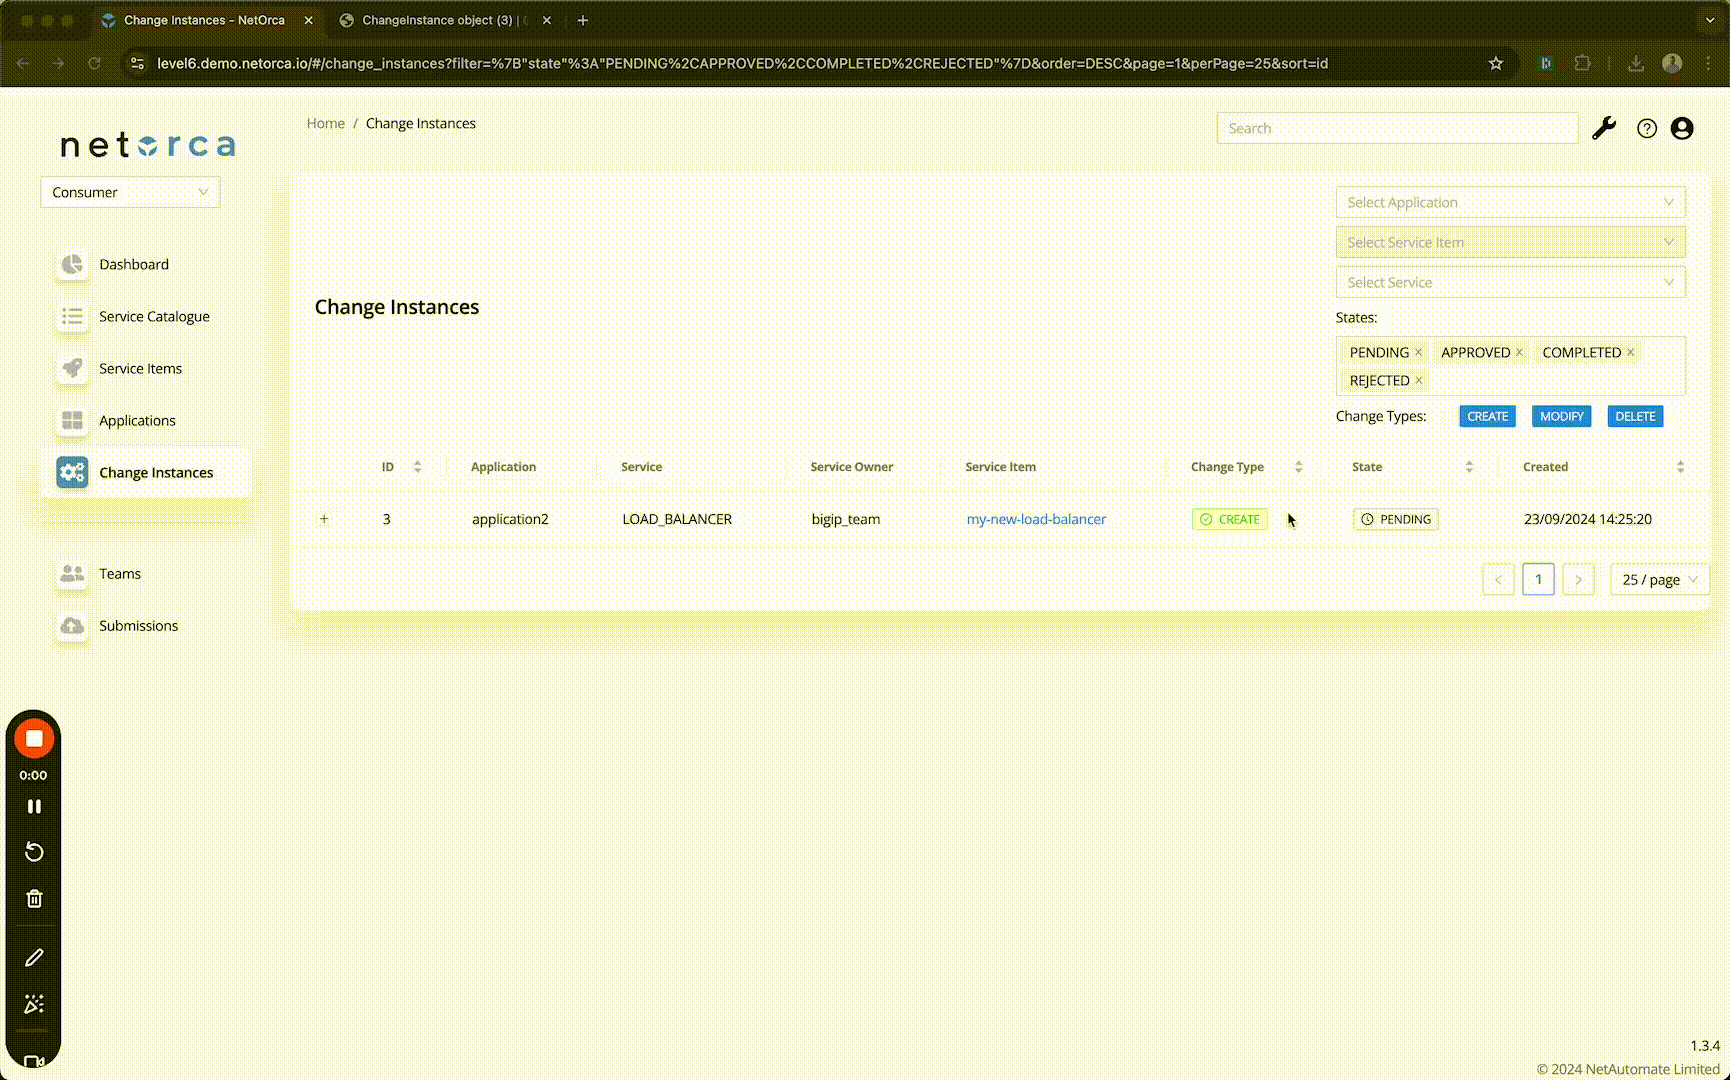 Change Instances - NetOrca
ChangeInstance object (3) |
level6.demo.netorca.io/#/change_instances?filter=%7B"state"%3A"PENDING%2CAPPROVED%2CCOMPLETED%2CREJECTED"%7D&order=DESC&page=1&perPage=25&sort=id
netorca
Home / Change Instances
Search
Consumer
Dashboard
Service Catalogue
Service Items
Applications
Change Instances
Teams
Submissions
Change Instances
Select Application
Select Service Item
Select Service
States:
PENDING × APPROVED × COMPLETED ×
REJECTED ×
Change Types: CREATE MODIFY DELETE
ID Application Service Service Owner Service Item Change Type State Created
+ 3 application2 LOAD_BALANCER bigip_team my-new-load-balancer CREATE PENDING 23/09/2024 14:25:20
< 1 > 25 / page
0:00
1.3.4
© 2024 NetAutomate Limited